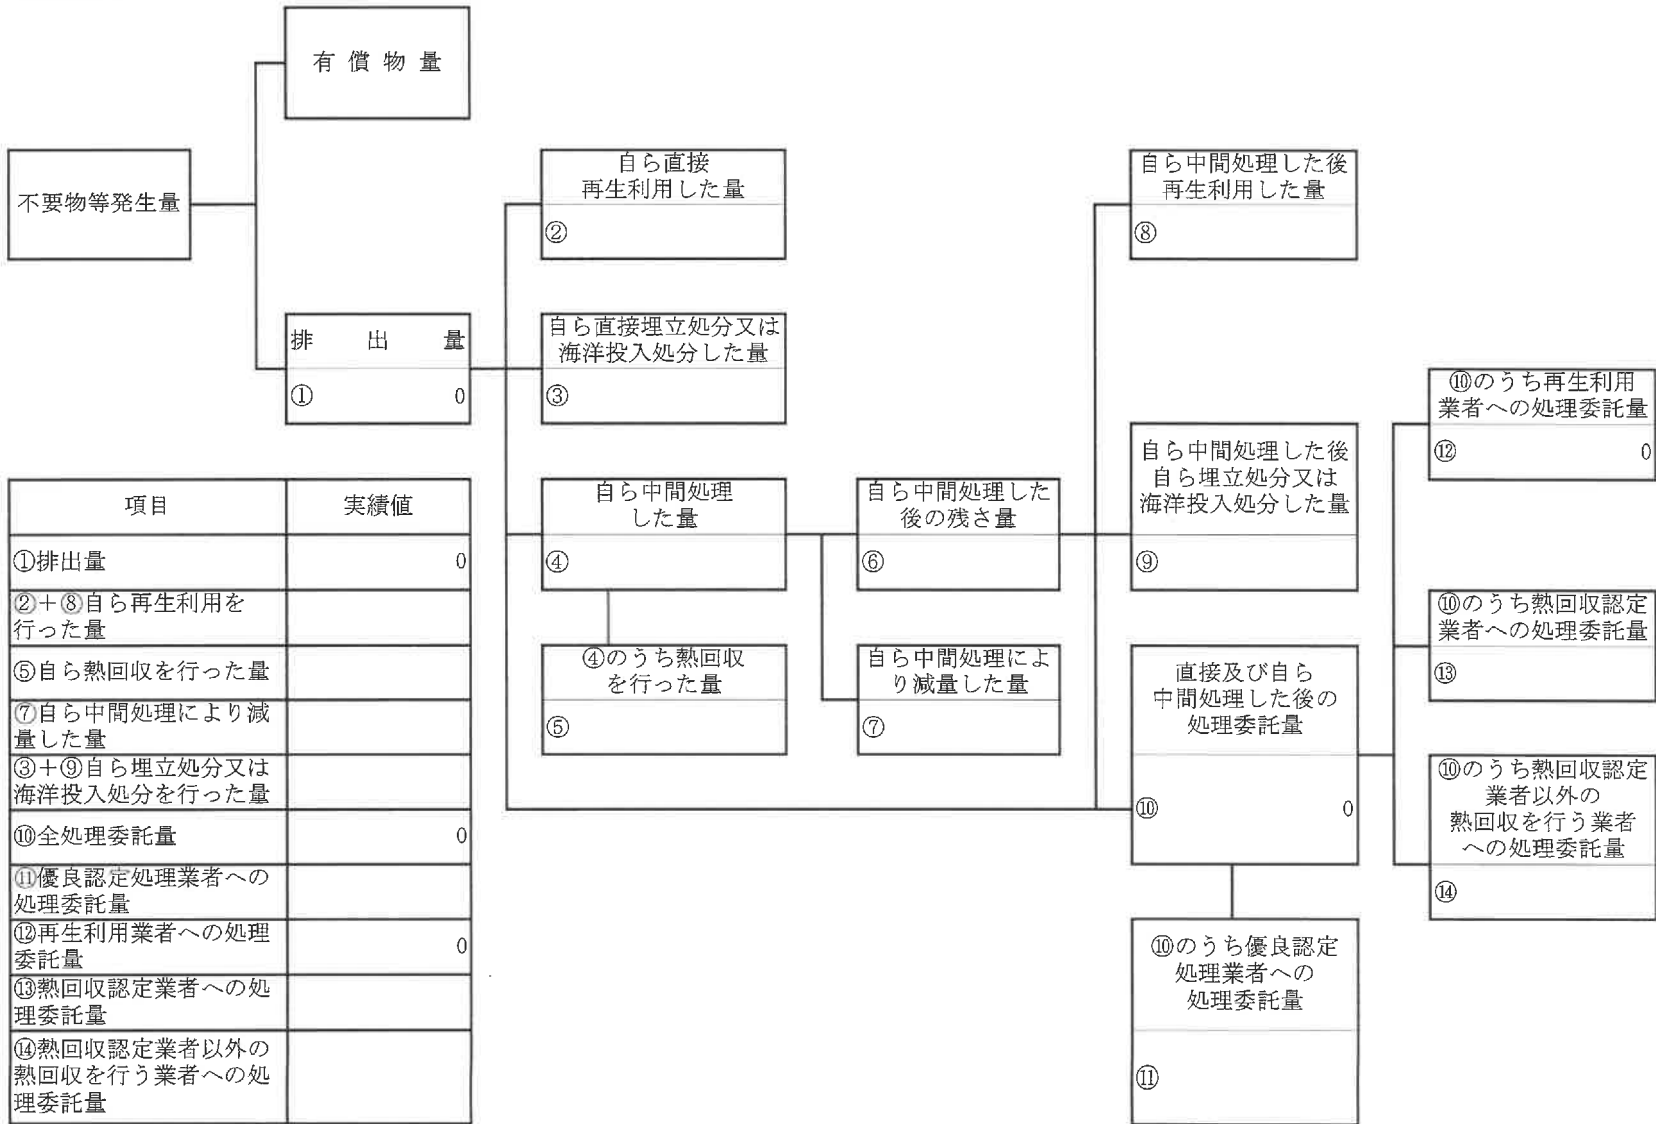 有償物量
不要物等発生量
排出量
① 0
自ら直接
再生利用した量
②
自ら直接埋立処分又は
海洋投入処分した量
③
自ら中間処理
した量
④
④のうち熱回収
を行った量
⑤
自ら中間処理した
後の残さ量
⑥
自ら中間処理によ
り減量した量
⑦
自ら中間処理した後
再生利用した量
⑧
自ら中間処理した後
自ら埋立処分又は
海洋投入処分した量
⑨
直接及び自ら
中間処理した後の
処理委託量
⑩ 0
⑩のうち優良認定
処理業者への
処理委託量
⑪
⑩のうち再生利用
業者への処理委託量
⑫ 0
⑩のうち熱回収認定
業者への処理委託量
⑬
⑩のうち熱回収認定
業者以外の
熱回収を行う業者
への処理委託量
⑭
項目 実績値
①排出量 0
②+⑧自ら再生利用を
行った量
⑤自ら熱回収を行った量
⑦自ら中間処理により減
量した量
③+⑨自ら埋立処分又は
海洋投入処分を行った量
⑩全処理委託量 0
⑪優良認定処理業者への
処理委託量
⑫再生利用業者への処理
委託量 0
⑬熱回収認定業者への処
理委託量
⑭熱回収認定業者以外の
熱回収を行う業者への処
理委託量